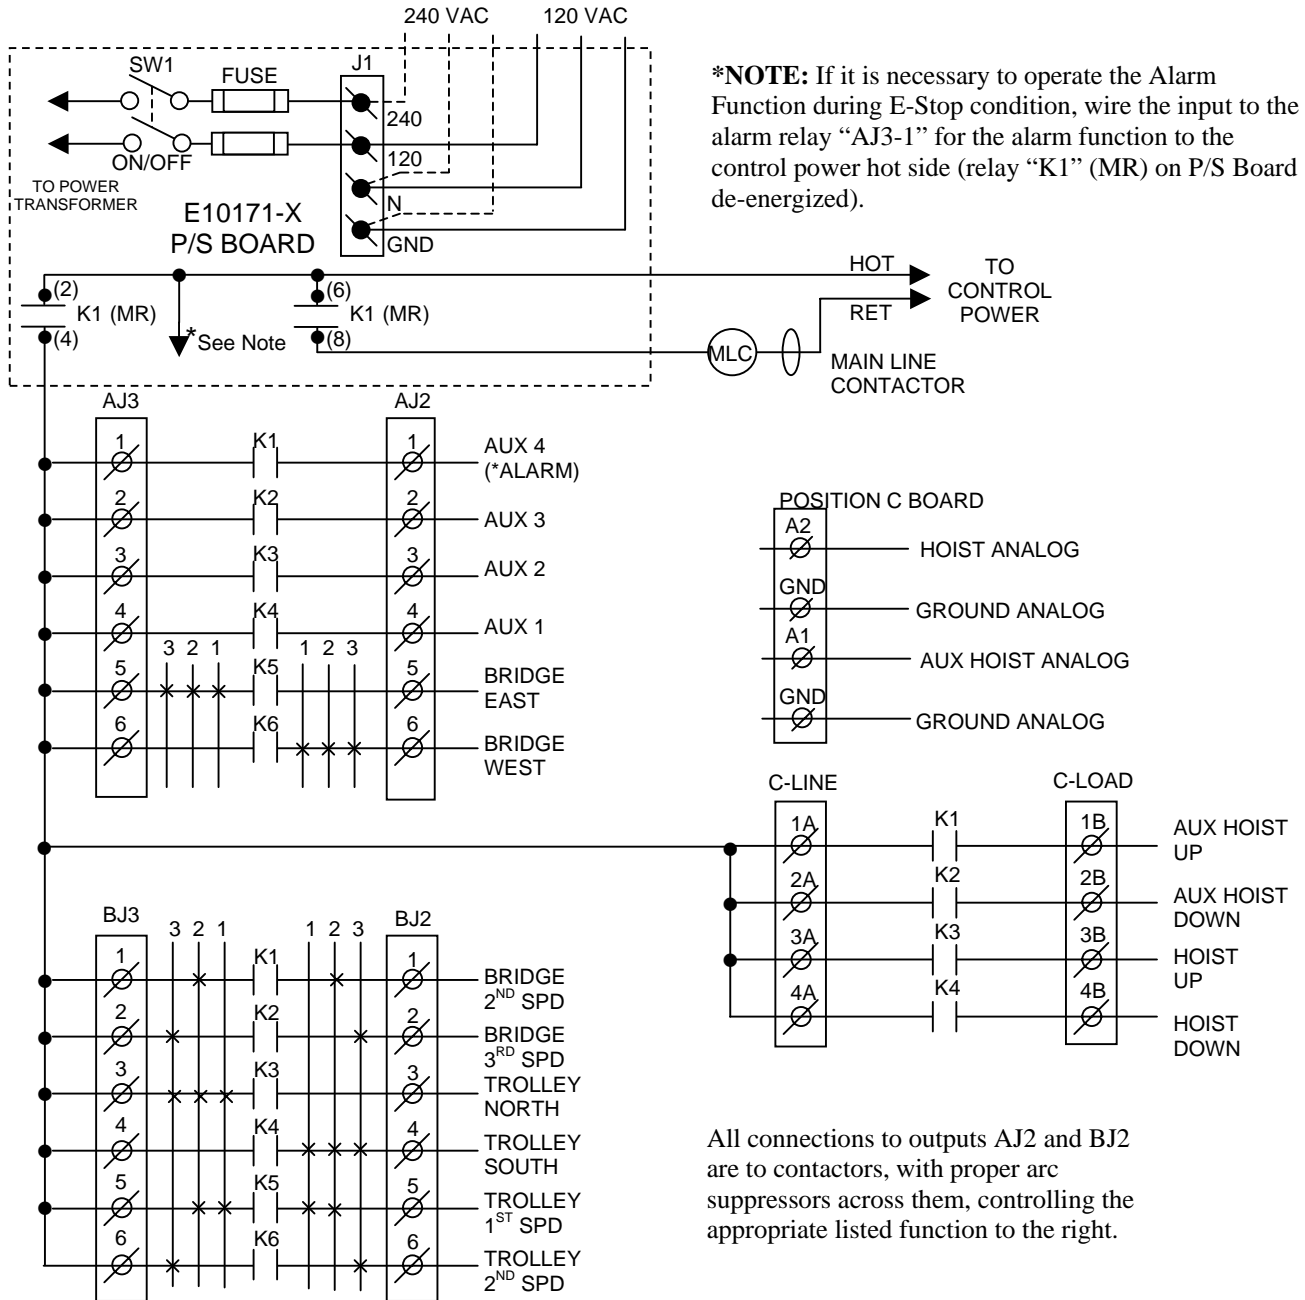 240 VAC 120 VAC
SW1
FUSE
J1
240
120
N
GND
ON/OFF
TO POWER
TRANSFORMER
E10171-X
P/S BOARD
*NOTE: If it is necessary to operate the Alarm
Function during E-Stop condition, wire the input to the
alarm relay “AJ3-1” for the alarm function to the
control power hot side (relay “K1” (MR) on P/S Board
de-energized).
(2)
K1 (MR)
(4)
*See Note
(6)
K1 (MR)
(8)
HOT
RET
TO
CONTROL
POWER
MLC
MAIN LINE
CONTACTOR
AJ3 AJ2
1 K1 1 AUX 4
(*ALARM)
2 K2 2 AUX 3
3 K3 3 AUX 2
4 K4 4 AUX 1
3 2 1 1 2 3
5 K5 5 BRIDGE
EAST
6 K6 6 BRIDGE
WEST
POSITION C BOARD
A2 HOIST ANALOG
GND GROUND ANALOG
A1 AUX HOIST ANALOG
GND GROUND ANALOG
C-LINE C-LOAD
1A K1 1B AUX HOIST
UP
2A K2 2B AUX HOIST
DOWN
3A K3 3B HOIST
UP
4A K4 4B HOIST
DOWN
BJ3 3 2 1 1 2 3 BJ2
1 K1 1 BRIDGE
2ND SPD
2 K2 2 BRIDGE
3RD SPD
3 K3 3 TROLLEY
NORTH
4 K4 4 TROLLEY
SOUTH
5 K5 5 TROLLEY
1ST SPD
6 K6 6 TROLLEY
2ND SPD
All connections to outputs AJ2 and BJ2
are to contactors, with proper arc
suppressors across them, controlling the
appropriate listed function to the right.